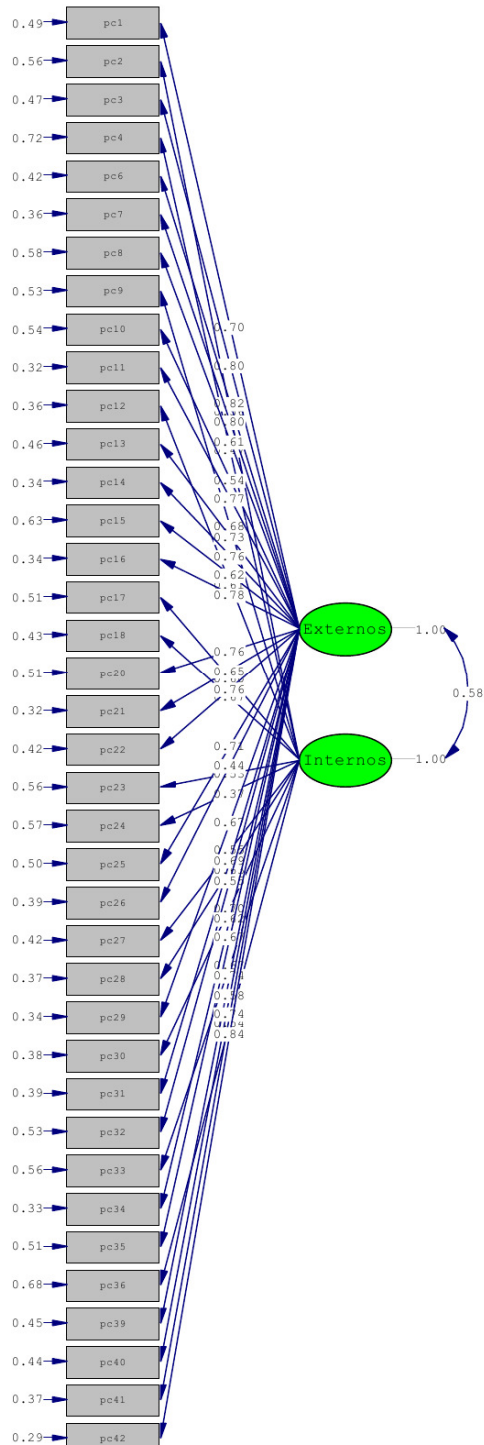 0.49 pc1
0.56 pc2
0.47 pc3
0.72 pc4
0.42 pc6
0.36 pc7
0.58 pc8
0.53 pc9
0.54 pc10
0.32 pc11
0.36 pc12
0.46 pc13
0.34 pc14
0.63 pc15
0.34 pc16
0.51 pc17
0.43 pc18
0.51 pc20
0.32 pc21
0.42 pc22
0.56 pc23
0.57 pc24
0.50 pc25
0.39 pc26
0.42 pc27
0.37 pc28
0.34 pc29
0.38 pc30
0.39 pc31
0.53 pc32
0.56 pc33
0.33 pc34
0.51 pc35
0.68 pc36
0.45 pc39
0.44 pc40
0.37 pc41
0.29 pc42
0.70
0.80
0.82
0.80
0.61
0.54
0.77
0.73
0.76
0.62
0.78
0.76
0.65
0.76
0.71
0.44
0.37
0.69
0.70
0.74
0.58
0.74
0.84
Externos 1.00
0.58
Internos 1.00